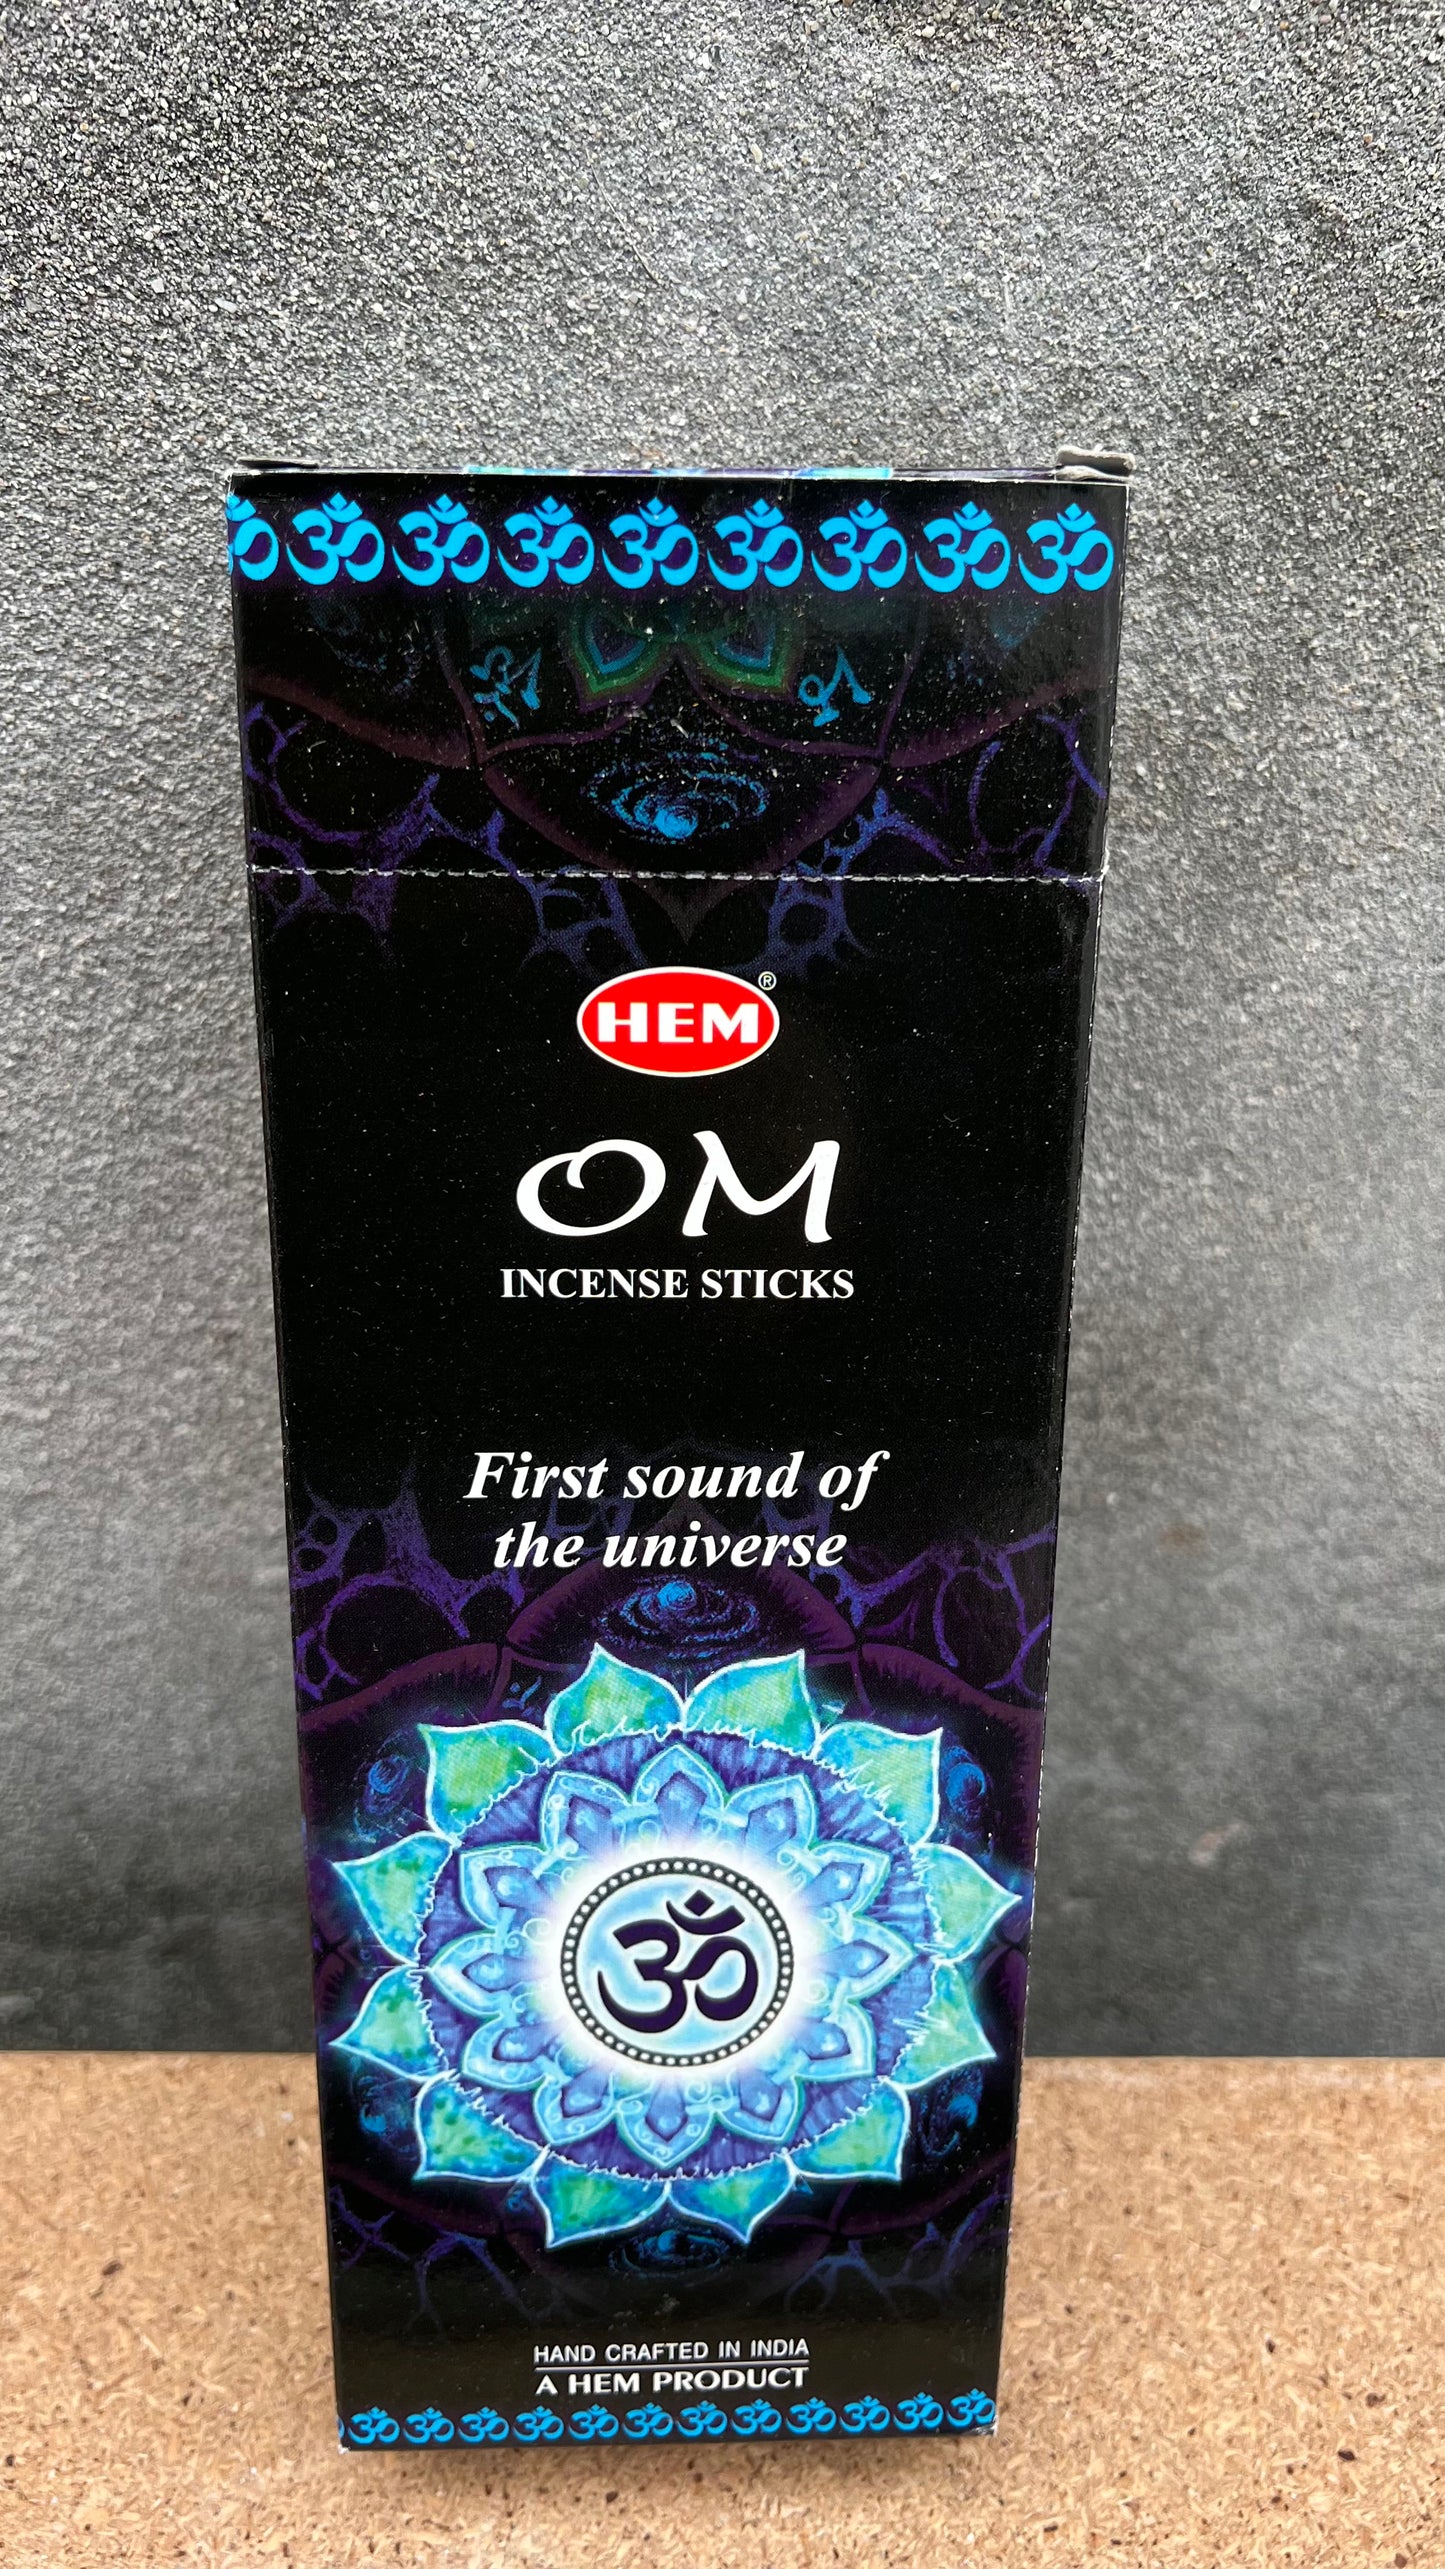 ॐ ॐ ॐ ॐ ॐ ॐ ॐ ॐ ॐ
HEM®
OM
INCENSE STICKS
First sound of
the universe
ॐ
HAND CRAFTED IN INDIA
A HEM PRODUCT
ॐ ॐ ॐ ॐ ॐ ॐ ॐ ॐ ॐ ॐ ॐ ॐ